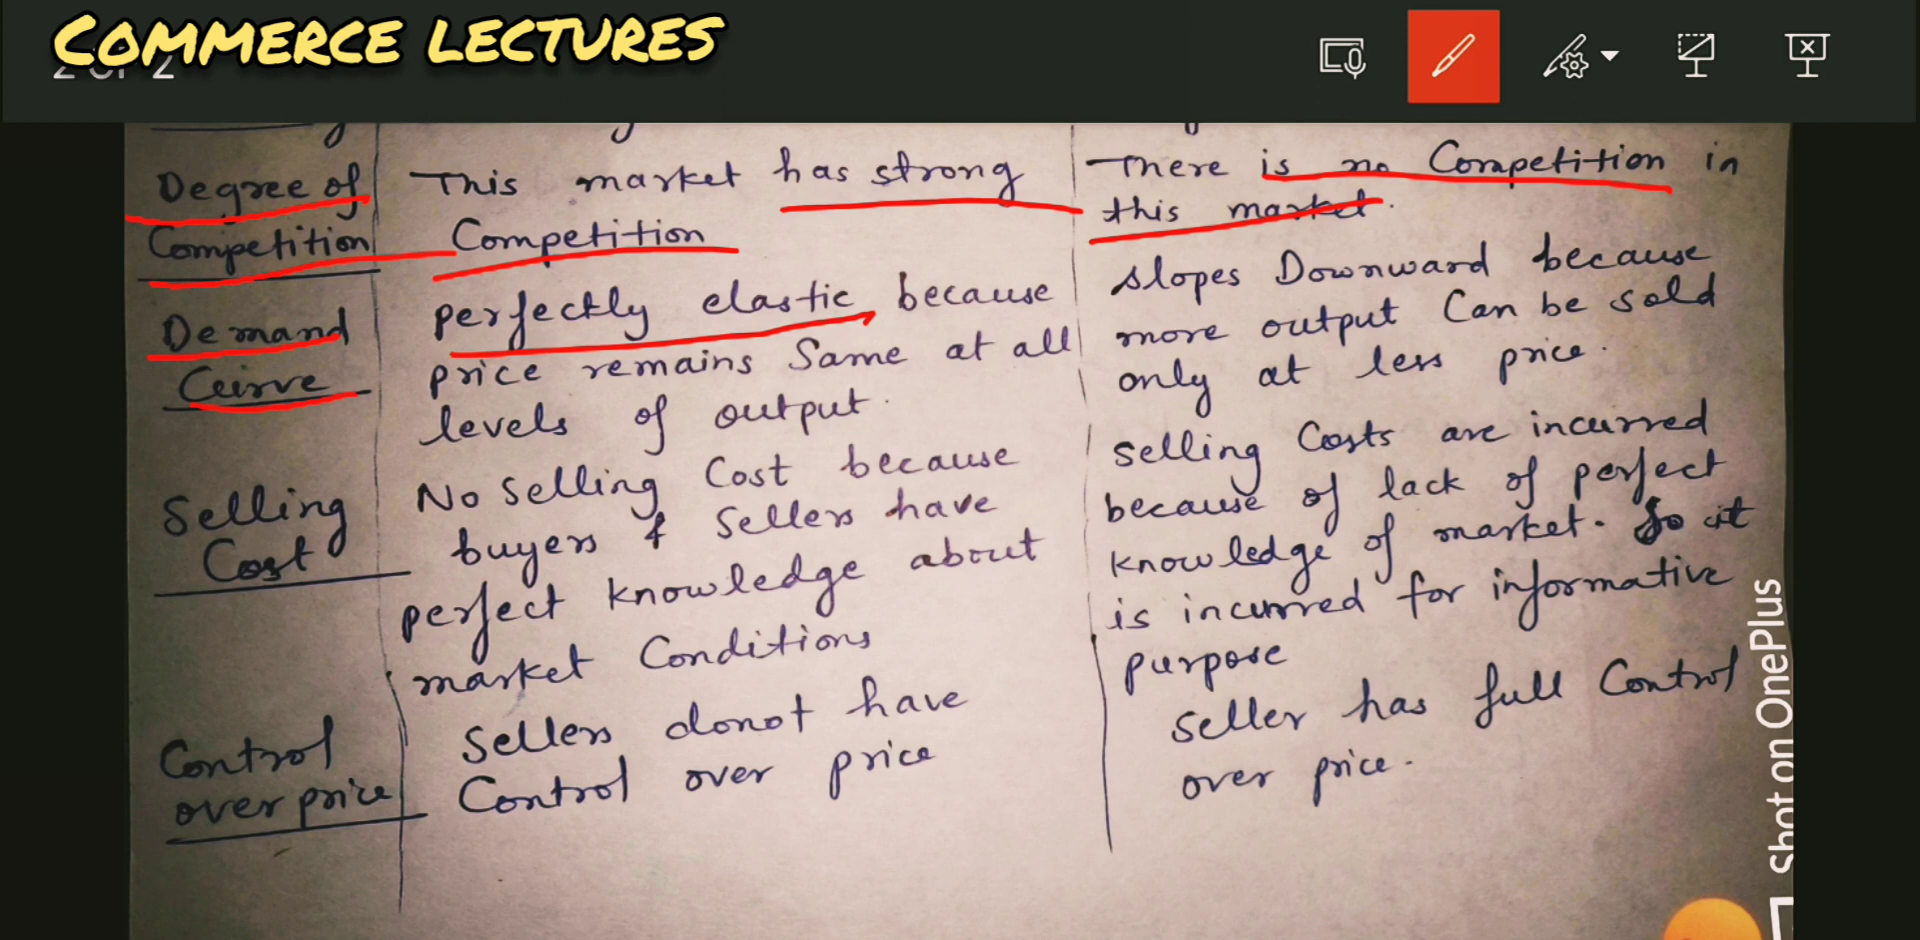 COMMERCE LECTURES
2 of 2
Degree of
Competition
This market has strong
Competition
There is no Competition in
this market.
Demand
Curve
perfectly elastic, because
price remains Same at all
levels of output.
slopes Downward because
more output Can be sold
only at less price.
Selling
Cost
No selling Cost because
buyers & Sellers have
perfect knowledge about
market Conditions
Selling Costs are incurred
because of lack of perfect
knowledge of market. So it
is incurred for informative
purpose
Control
over price
Sellers donot have
Control over price
Seller has full Control
over price.
Shot on OnePlus